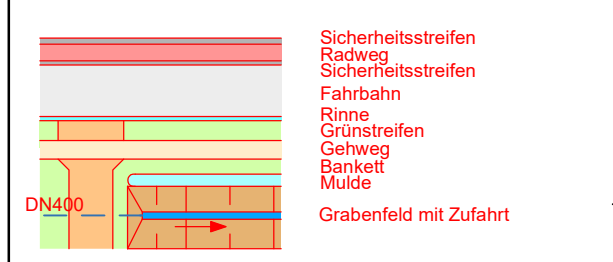 Sicherheitsstreifen
Radweg
Sicherheitsstreifen
Fahrbahn
Rinne
Grünstreifen
Gehweg
Bankett
Mulde
DN400
Grabenfeld mit Zufahrt